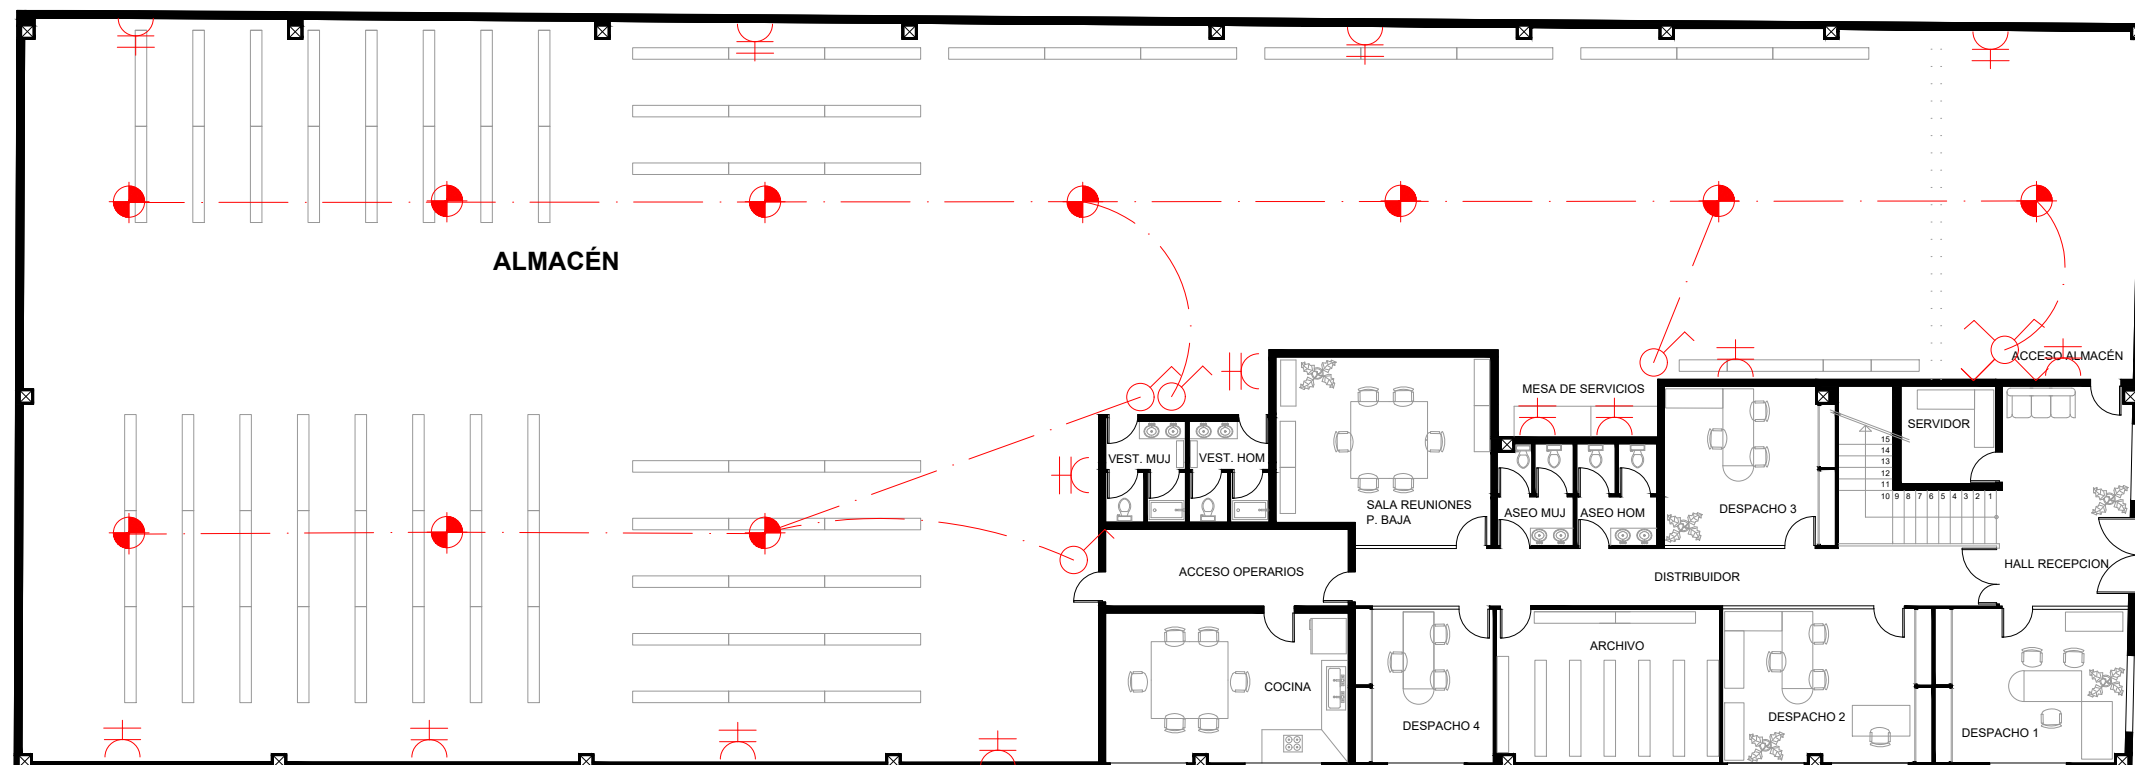 ALMACÉN
ACCESO ALMACÉN
MESA DE SERVICIOS
SERVIDOR
VEST. MUJ
VEST. HOM
SALA REUNIONES
P. BAJA
ASEO MUJ
ASEO HOM
DESPACHO 3
15
14
13
12
11
10 9 8 7 6 5 4 3 2 1
ACCESO OPERARIOS
DISTRIBUIDOR
HALL RECEPCION
ARCHIVO
COCINA
DESPACHO 4
DESPACHO 2
DESPACHO 1